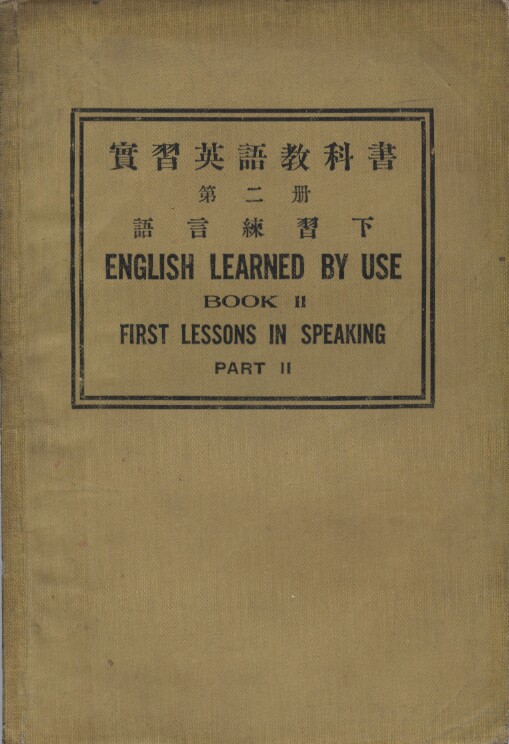 實習英語教科書
第二册
語言練習下
ENGLISH LEARNED BY USE
BOOK II
FIRST LESSONS IN SPEAKING
PART II